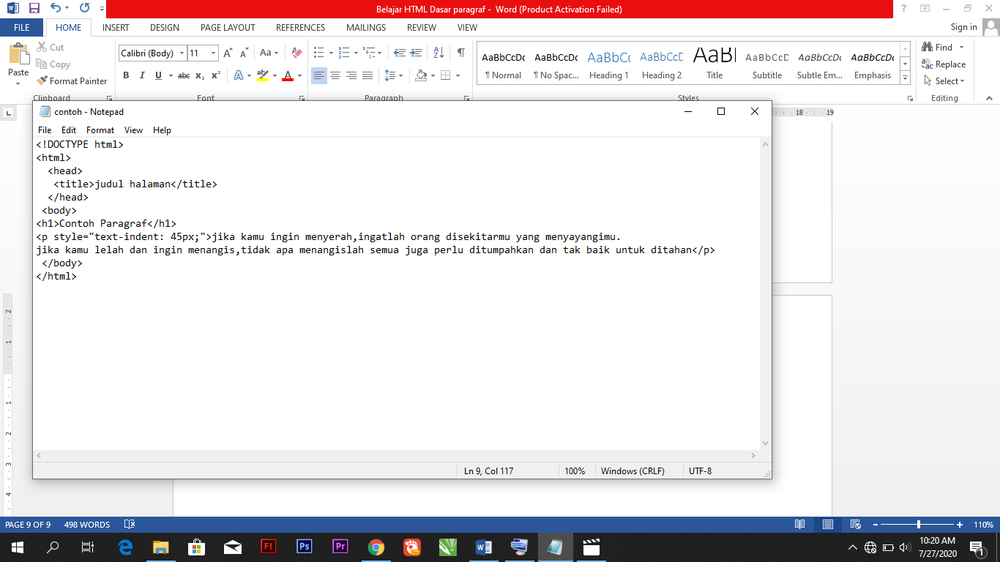 Belajar HTML Dasar paragraf - Word (Product Activation Failed)
FILE HOME INSERT DESIGN PAGE LAYOUT REFERENCES MAILINGS REVIEW VIEW Sign in
Paste
Cut
Copy
Format Painter
Clipboard
Calibri (Body) 11
Font
Paragraph
AaBbCcDc AaBbCcDc AaBbCc AaBbCcD AaBl AaBbCcD AaBbCcDc AaBbCcDc
¶ Normal ¶ No Spac... Heading 1 Heading 2 Title Subtitle Subtle Em... Emphasis
Styles
Find
Replace
Select
Editing
18 19
contoh - Notepad
File Edit Format View Help
<!DOCTYPE html>
<html>
<head>
<title>judul halaman</title>
</head>
<body>
<h1>Contoh Paragraf</h1>
<p style="text-indent: 45px;">jika kamu ingin menyerah,ingatlah orang disekitarmu yang menyayangimu.
jika kamu lelah dan ingin menangis,tidak apa menangislah semua juga perlu ditumpahkan dan tak baik untuk ditahan</p>
</body>
</html>
Ln 9, Col 117 100% Windows (CRLF) UTF-8
2
1
1
2
3
4
PAGE 9 OF 9 498 WORDS 110%
10:20 AM
7/27/2020